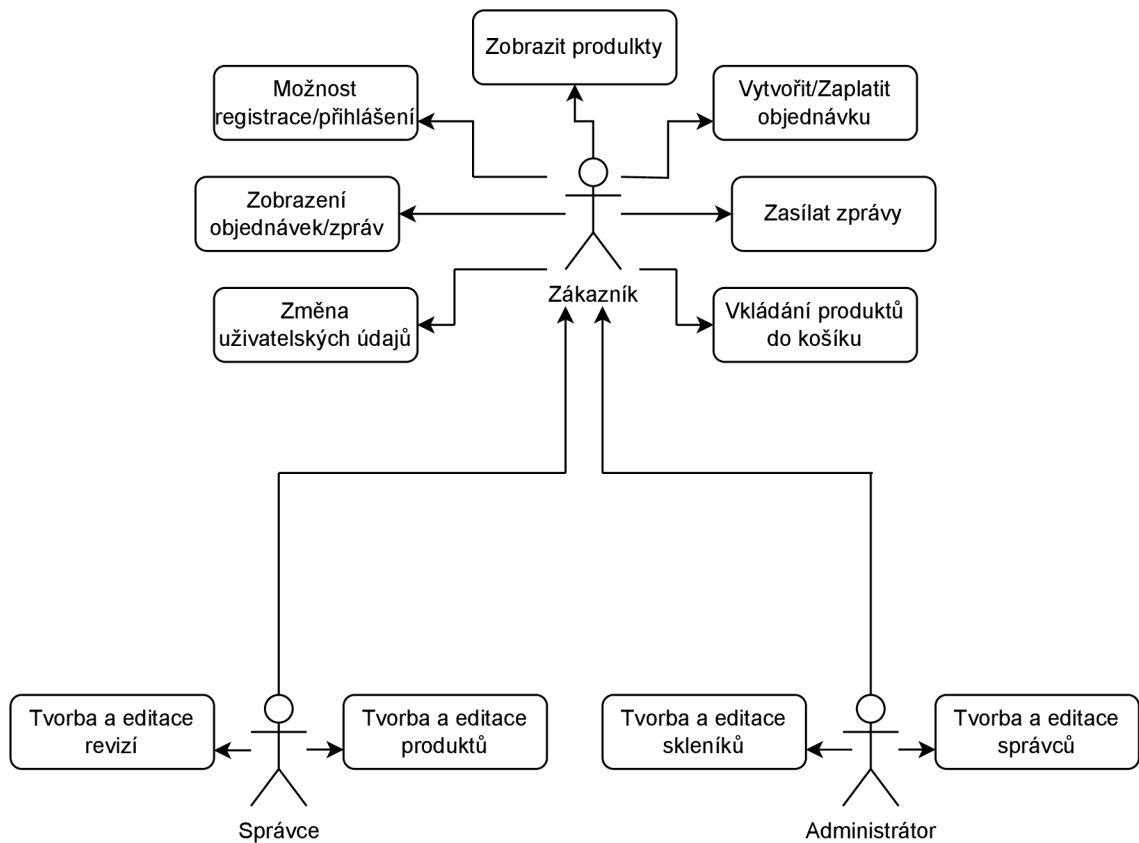 Zobrazit produlkty
Možnost
registrace/přihlášení
Vytvořit/Zaplatit
objednávku
Zobrazení
objednávek/zpráv
Zasílat zprávy
Změna
uživatelských údajů
Zákazník
Vkládání produktů
do košíku
Tvorba a editace
revizí
Tvorba a editace
produktů
Tvorba a editace
skleníků
Tvorba a editace
správců
Správce
Administrátor